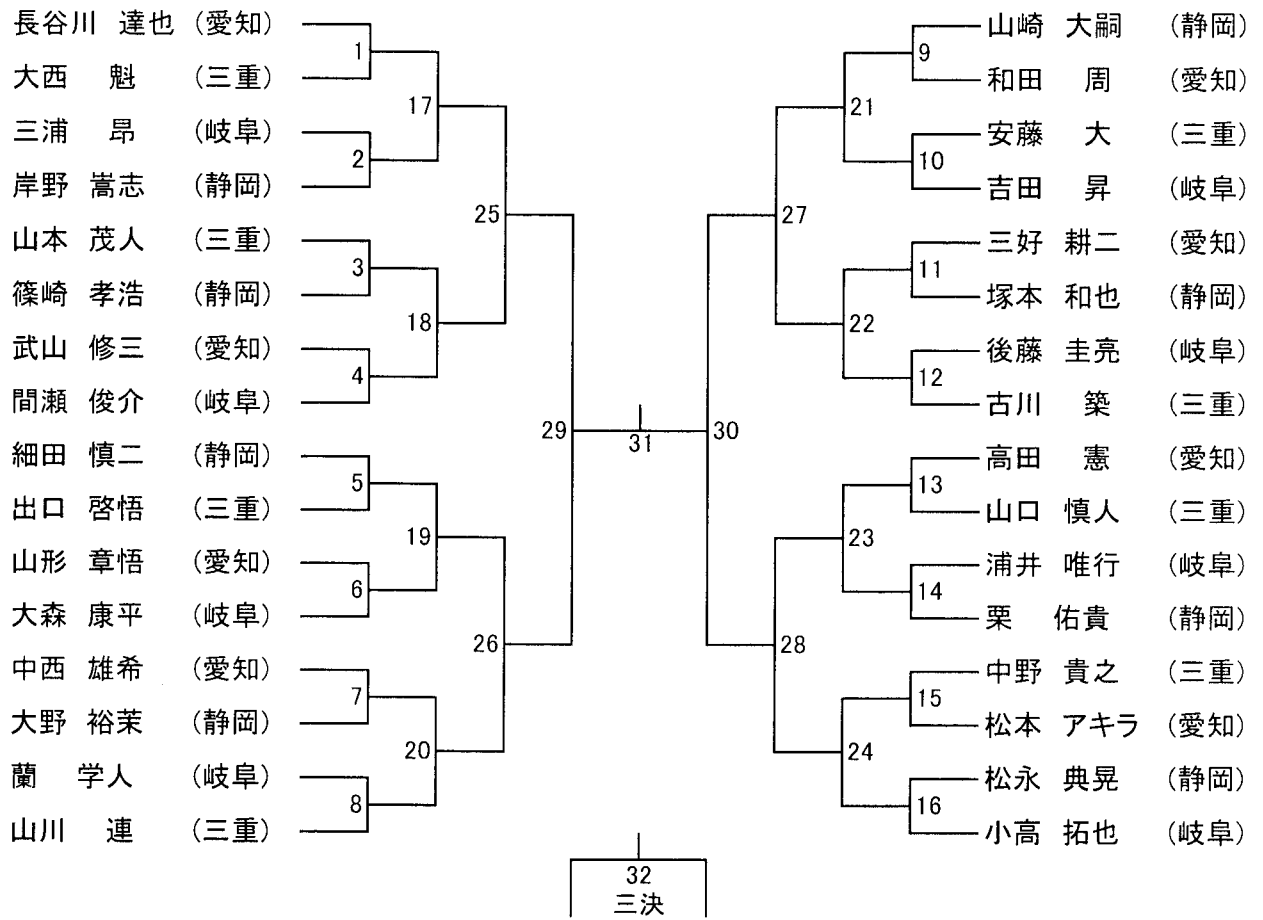 長谷川 達也 (愛知)
1
大西 魁 (三重)
17
三浦 昴 (岐阜)
2
岸野 嵩志 (静岡)
25
山本 茂人 (三重)
3
篠崎 孝浩 (静岡)
18
武山 修三 (愛知)
4
間瀬 俊介 (岐阜)
29
細田 慎二 (静岡)
5
出口 啓悟 (三重)
19
山形 章悟 (愛知)
6
大森 康平 (岐阜)
26
中西 雄希 (愛知)
7
大野 裕茉 (静岡)
20
蘭 学人 (岐阜)
8
山川 連 (三重)
31
32
三決
山崎 大嗣 (静岡)
9
和田 周 (愛知)
21
安藤 大 (三重)
10
吉田 昇 (岐阜)
27
三好 耕二 (愛知)
11
塚本 和也 (静岡)
22
後藤 圭亮 (岐阜)
12
古川 築 (三重)
30
高田 憲 (愛知)
13
山口 慎人 (三重)
23
浦井 唯行 (岐阜)
14
栗 佑貴 (静岡)
28
中野 貴之 (三重)
15
松本 アキラ (愛知)
24
松永 典晃 (静岡)
16
小高 拓也 (岐阜)